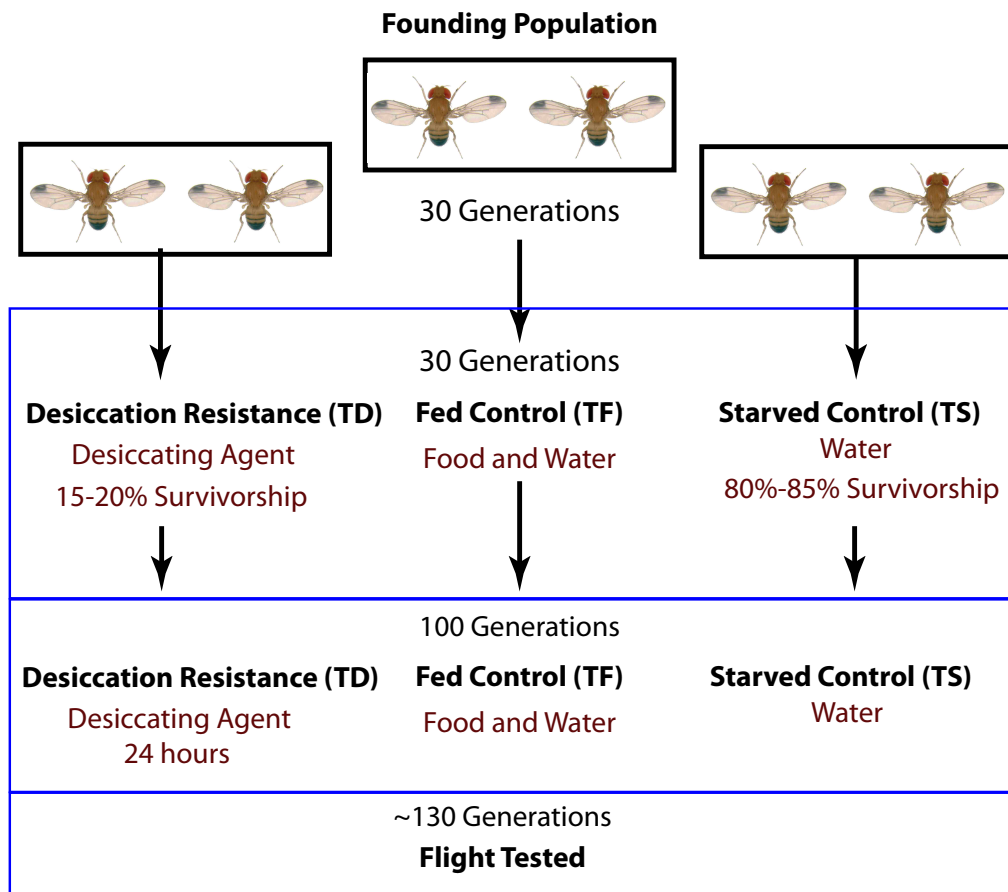 Founding Population
30 Generations
30 Generations
Desiccation Resistance (TD)
Desiccating Agent
15-20% Survivorship
Fed Control (TF)
Food and Water
Starved Control (TS)
Water
80%-85% Survivorship
100 Generations
Desiccation Resistance (TD)
Desiccating Agent
24 hours
Fed Control (TF)
Food and Water
Starved Control (TS)
Water
~130 Generations
Flight Tested